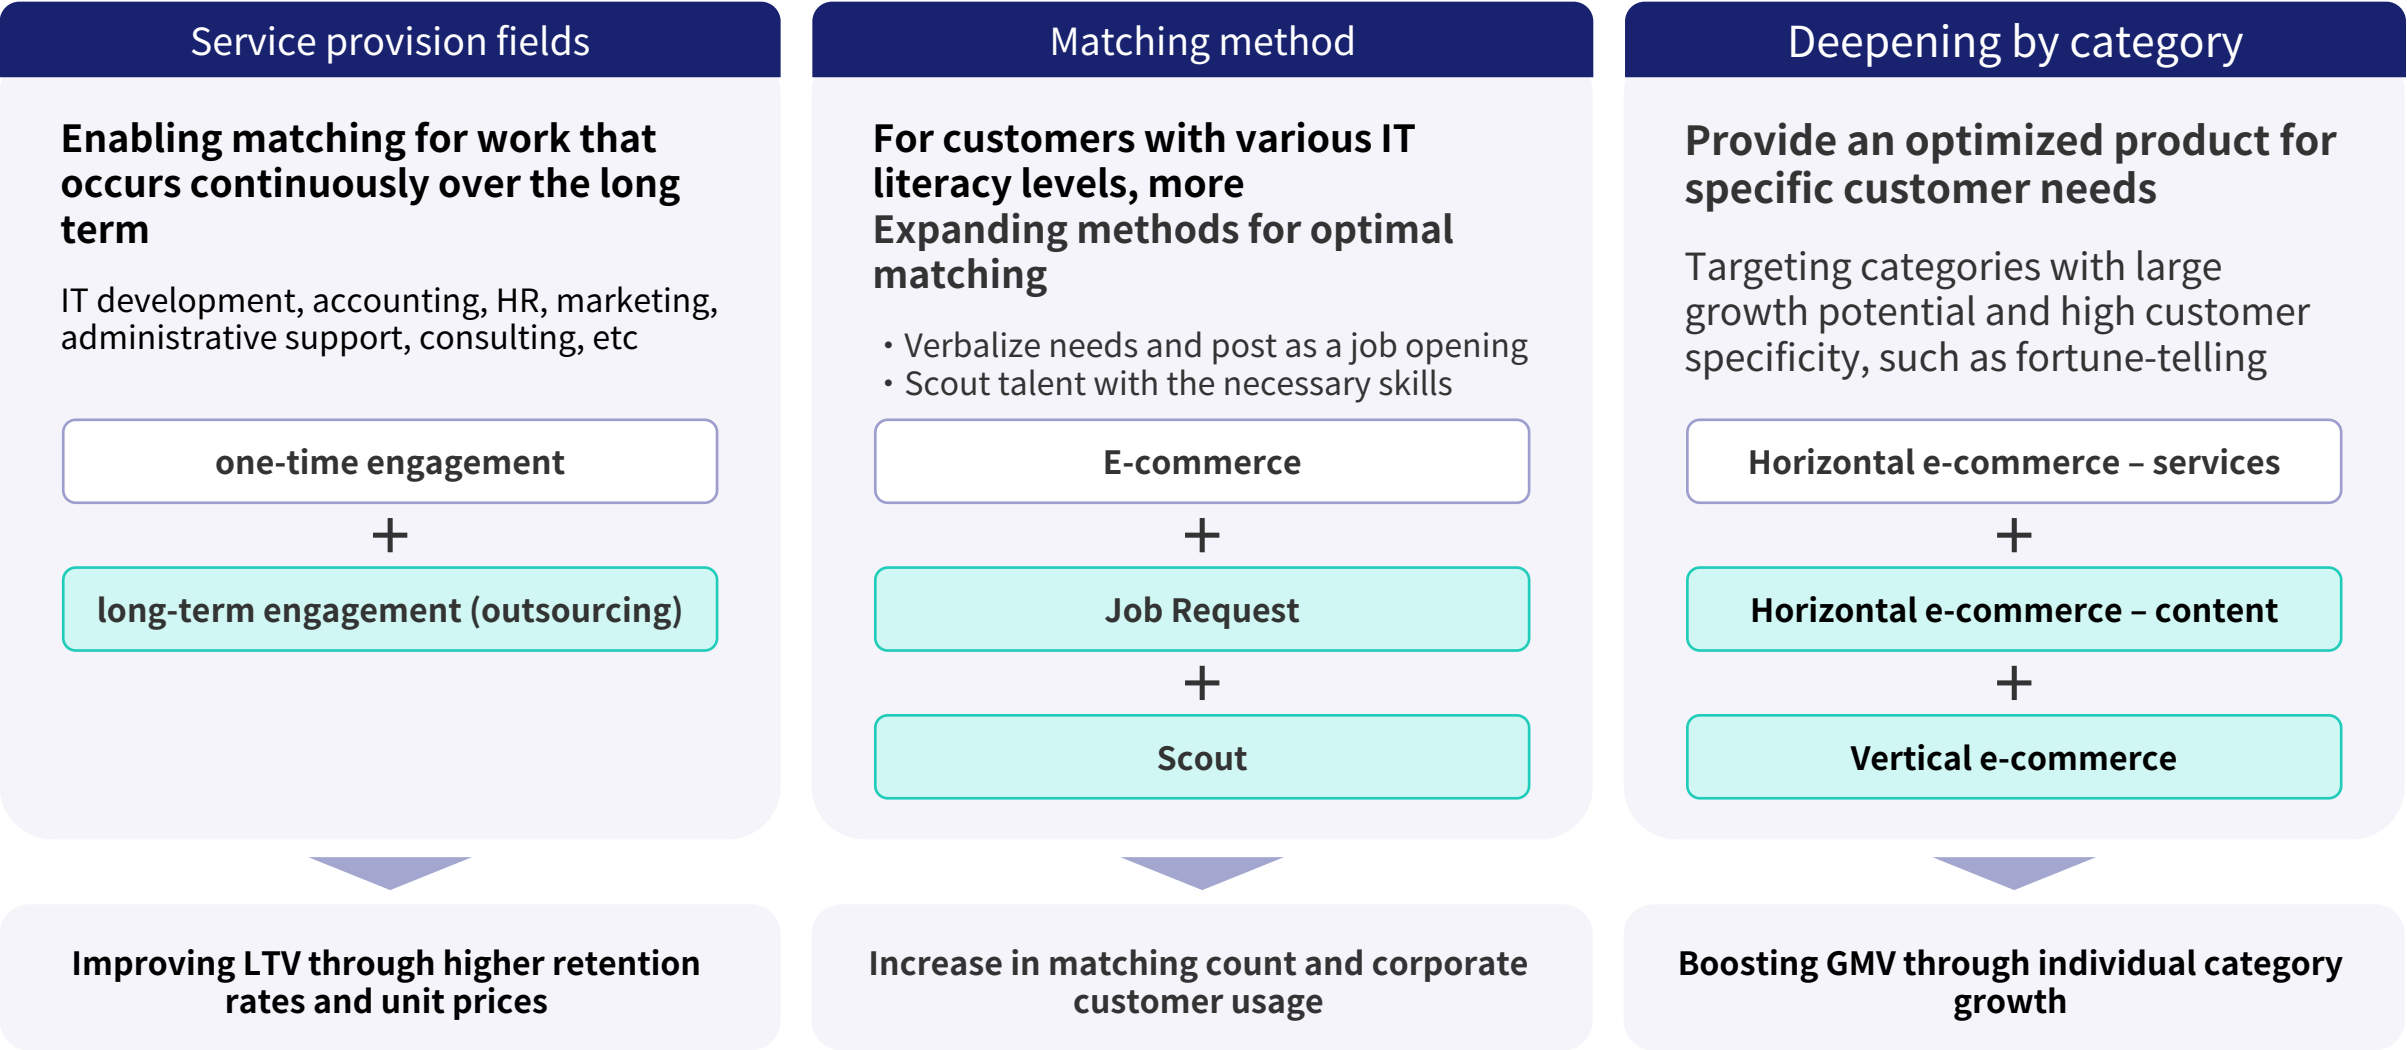 Service provision fields
Enabling matching for work that
occurs continuously over the long
term
IT development, accounting, HR, marketing,
administrative support, consulting, etc
one-time engagement
+
long-term engagement (outsourcing)
Improving LTV through higher retention
rates and unit prices
Matching method
For customers with various IT
literacy levels, more
Expanding methods for optimal
matching
・Verbalize needs and post as a job opening
・Scout talent with the necessary skills
E-commerce
+
Job Request
+
Scout
Increase in matching count and corporate
customer usage
Deepening by category
Provide an optimized product for
specific customer needs
Targeting categories with large
growth potential and high customer
specificity, such as fortune-telling
Horizontal e-commerce – services
+
Horizontal e-commerce – content
+
Vertical e-commerce
Boosting GMV through individual category
growth